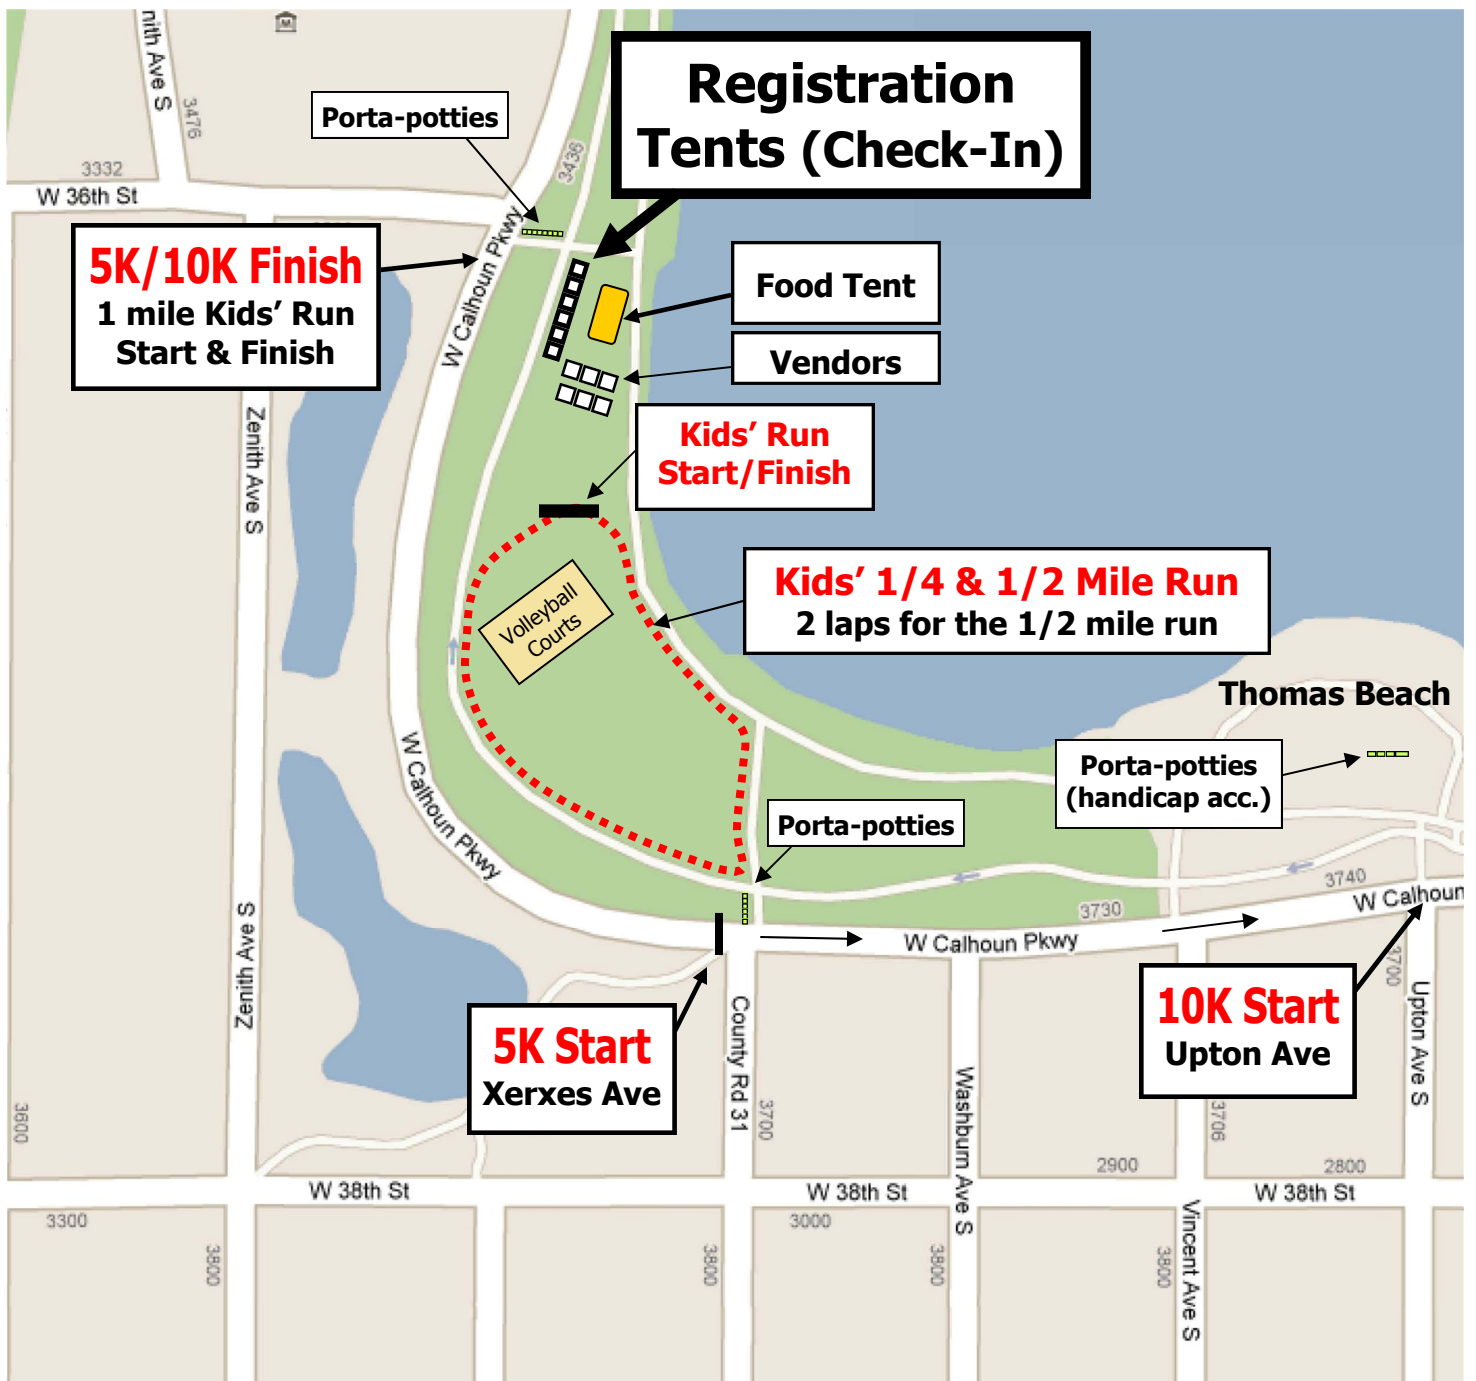 nith Ave S
3476
Porta-potties
Registration
Tents (Check-In)
3436
3332
W 36th St
5K/10K Finish
1 mile Kids' Run
Start & Finish
W Calhoun Pkwy
Food Tent
Vendors
Zenith Ave S
Kids' Run
Start/Finish
Kids' 1/4 & 1/2 Mile Run
2 laps for the 1/2 mile run
Volleyball
Courts
Thomas Beach
Porta-potties
(handicap acc.)
W Calhoun Pkwy
Porta-potties
3740
W Calhoun
3730
W Calhoun Pkwy
Zenith Ave S
3700
10K Start
Upton Ave
Upton Ave S
5K Start
Xerxes Ave
County Rd 31
3700
Washburn Ave S
3600
3706
2900
2800
W 38th St
W 38th St
W 38th St
3300
3000
Vincent Ave S
3800
3800
3800
3800